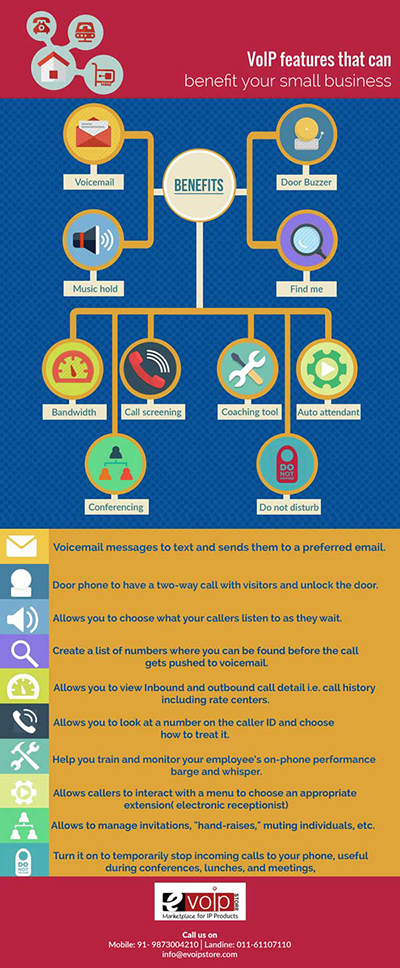 VoIP features that can
benefit your small business
BENEFITS
Voicemail
Door Buzzer
Music hold
Find me
Bandwidth
Call screening
Coaching tool
Auto attendant
DO
NOT
DISTURB
Conferencing
Do not disturb
Voicemail messages to text and sends them to a preferred email.
Door phone to have a two-way call with visitors and unlock the door.
Allows you to choose what your callers listen to as they wait.
Create a list of numbers where you can be found before the call
gets pushed to voicemail.
Allows you to view Inbound and outbound call detail i.e. call history
including rate centers.
Allows you to look at a number on the caller ID and choose
how to treat it.
Help you train and monitor your employee's on-phone performance
barge and whisper.
Allows callers to interact with a menu to choose an appropriate
extension( electronic receptionist)
Allows to manage invitations, "hand-raises," muting individuals, etc.
DO
NOT
Turn it on to temporarily stop incoming calls to your phone, useful
during conferences, lunches, and meetings,
evoip STORE
Marketplace for IP Products
Call us on
Mobile: 91- 9873004210 | Landine: 011-61107110
info@evoipstore.com